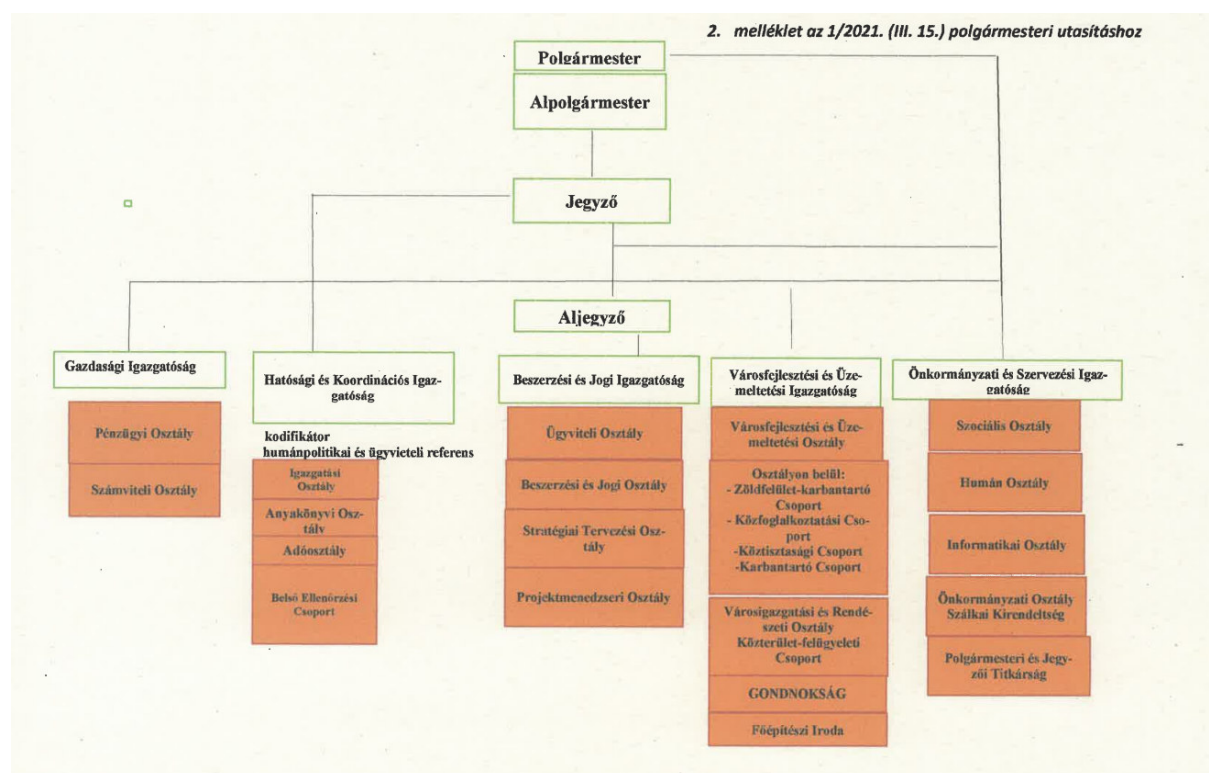 2. melléklet az 1/2021. (III. 15.) polgármesteri utasításhoz
Polgármester
Alpolgármester
Jegyző
Aljegyző
Gazdasági Igazgatóság
Pénzügyi Osztály
Számviteli Osztály
Hatósági és Koordinációs Igaz-
gatóság
kodifikátor
humánpolitikai és ügyvieteli referens
Igazgatási
Osztály
Anyakönyvi Osz-
tály
Adóosztály
Belső Ellenőrzési
Csoport
Beszerzési és Jogi Igazgatóság
Ügyviteli Osztály
Beszerzési és Jogi Osztály
Stratégiai Tervezési Osz-
tály
Projektmenedzseri Osztály
Városfejlesztési és Üze-
meltetési Igazgatóság
Városfejlesztési és Üze-
meltetési Osztály
Osztályon belül:
- Zöldfelület-karbantartó
Csoport
- Közfoglalkoztatási Cso-
port
-Köztisztasági Csoport
-Karbantartó Csoport
Városigazgatási és Rendé-
szeti Osztály
Közterület-felügyeleti
Csoport
GONDNOKSÁG
Főépítészi Iroda
Önkormányzati és Szervezési Igaz-
gatóság
Szociális Osztály
Humán Osztály
Informatikai Osztály
Önkormányzati Osztály
Szálkai Kirendeltség
Polgármesteri és Jegy-
zői Titkárság